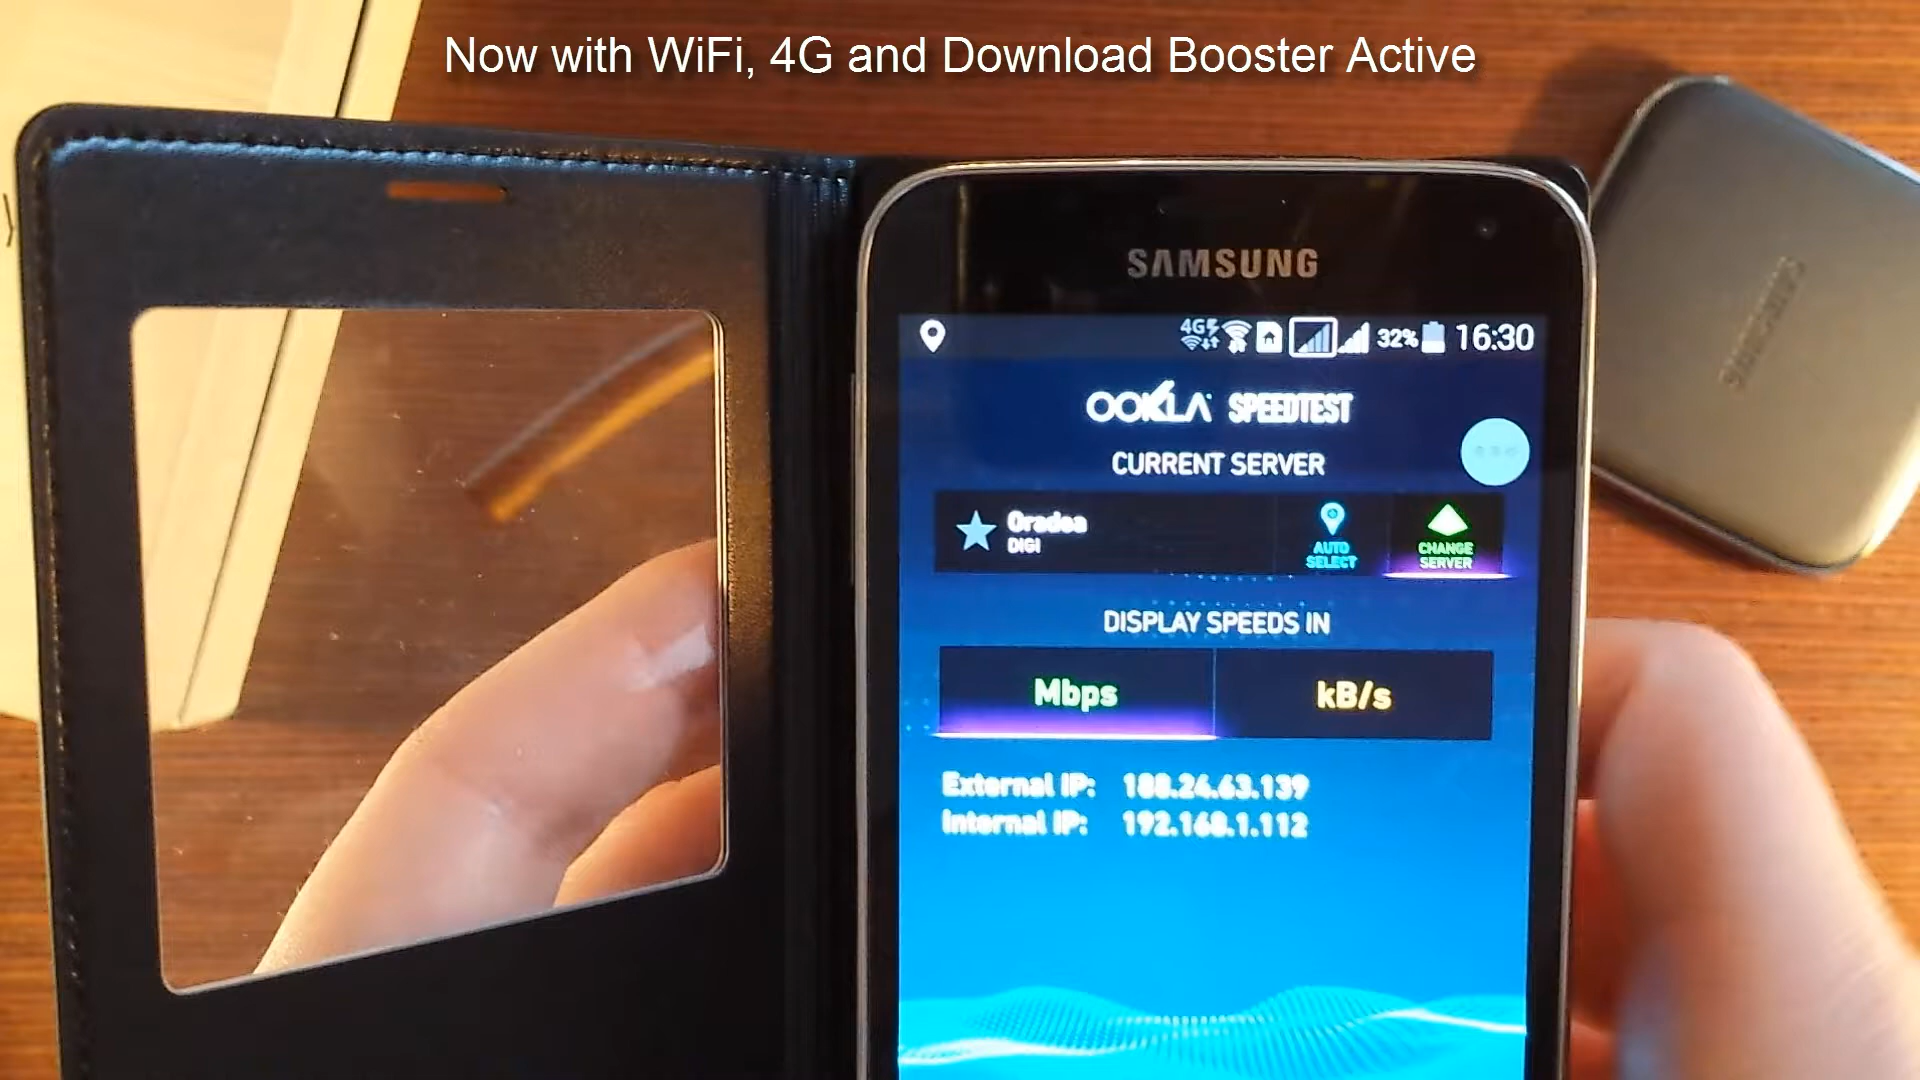 Now with WiFi, 4G and Download Booster Active
SAMSUNG
4G 32% 16:30
OOKLA SPEEDTEST
CURRENT SERVER
Oradea
DIGI
AUTO
SELECT
CHANGE
SERVER
DISPLAY SPEEDS IN
Mbps kB/s
External IP: 188.24.63.139
Internal IP: 192.168.1.112
SAMSUNG